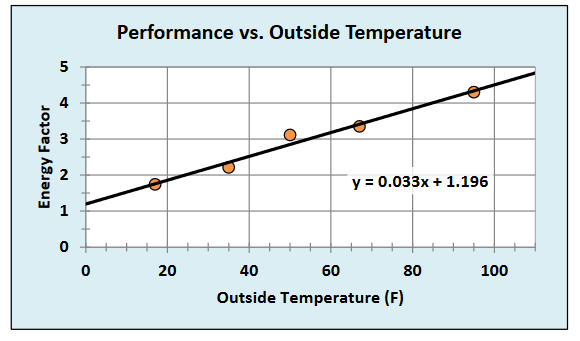 Performance vs. Outside Temperature
5
4
3
2
1
0
Energy Factor
y = 0.033x + 1.196
0 20 40 60 80 100
Outside Temperature (F)